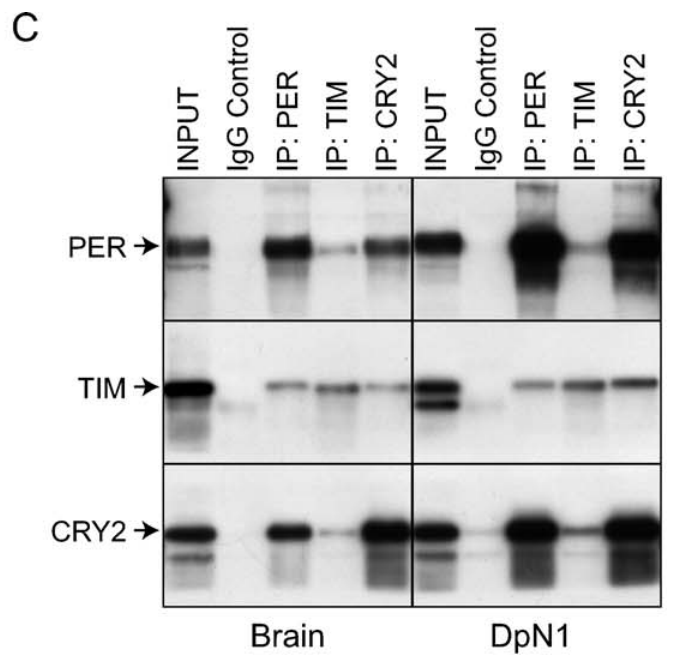 C
INPUT
IgG Control
IP: PER
IP: TIM
IP: CRY2
INPUT
IgG Control
IP: PER
IP: TIM
IP: CRY2
PER
TIM
CRY2
Brain
DpN1